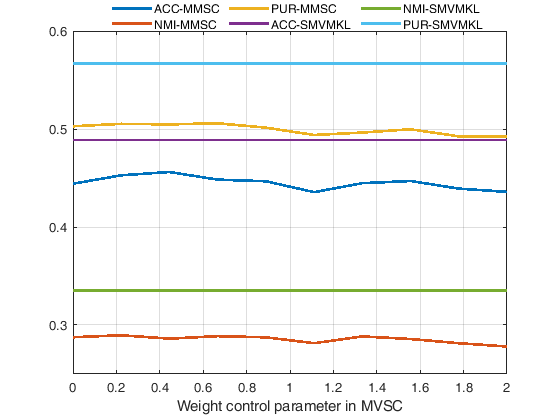 ACC-MMSC PUR-MMSC NMI-SMVMKL
NMI-MMSC ACC-SMVMKL PUR-SMVMKL
0.6
0.5
0.4
0.3
0 0.2 0.4 0.6 0.8 1 1.2 1.4 1.6 1.8 2
Weight control parameter in MVSC